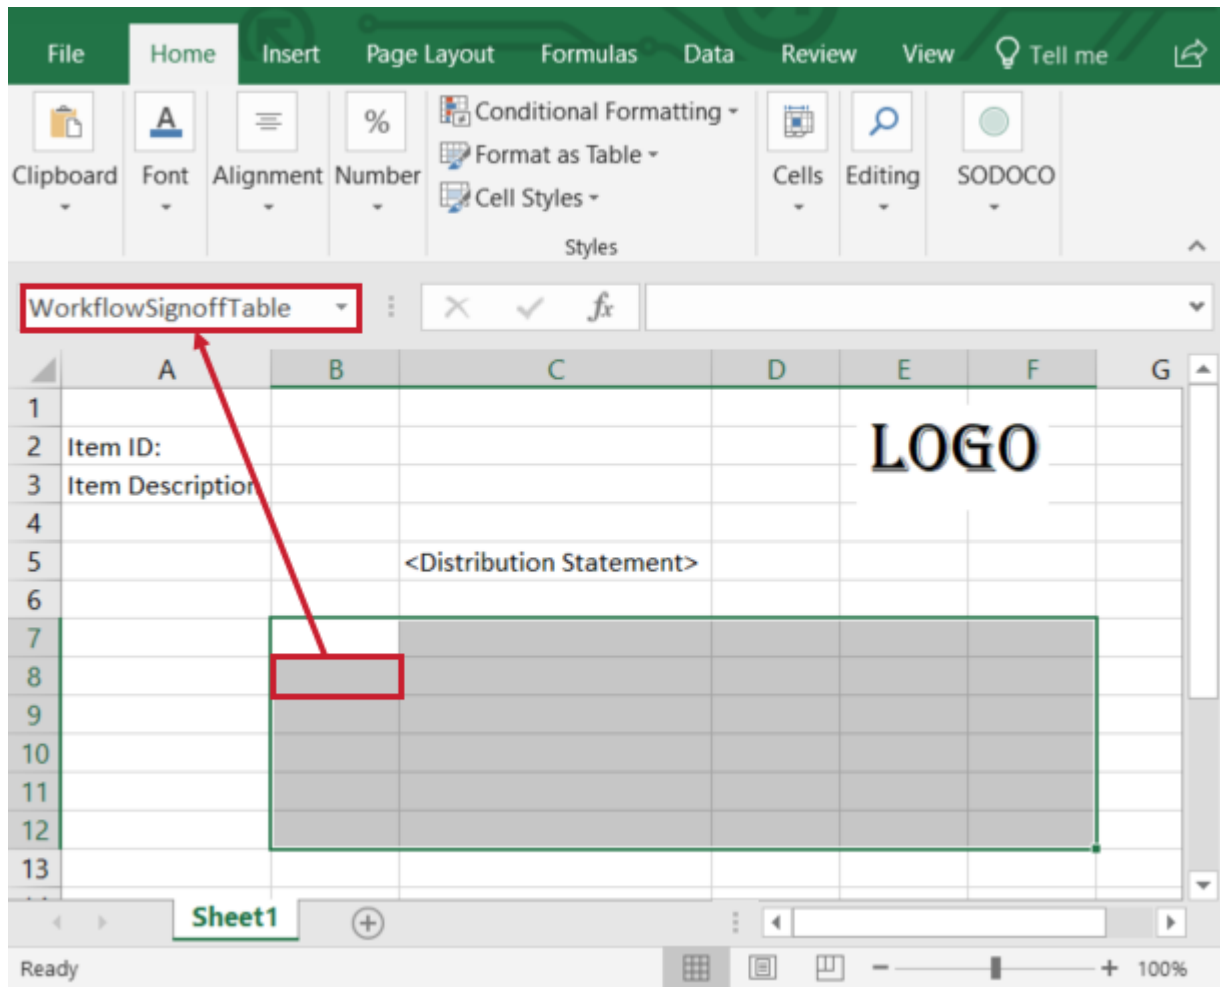 File Home Insert Page Layout Formulas Data Review View Tell me
Conditional Formatting
Format as Table
Cell Styles
Clipboard Font Alignment Number Cells Editing SODOCO
A %
Styles
WorkflowSignoffTable fx
A B C D E F G
1
2 Item ID: LOGO
3 Item Description
4
5 <Distribution Statement>
6
7
8
9
10
11
12
13
Sheet1
Ready 100%